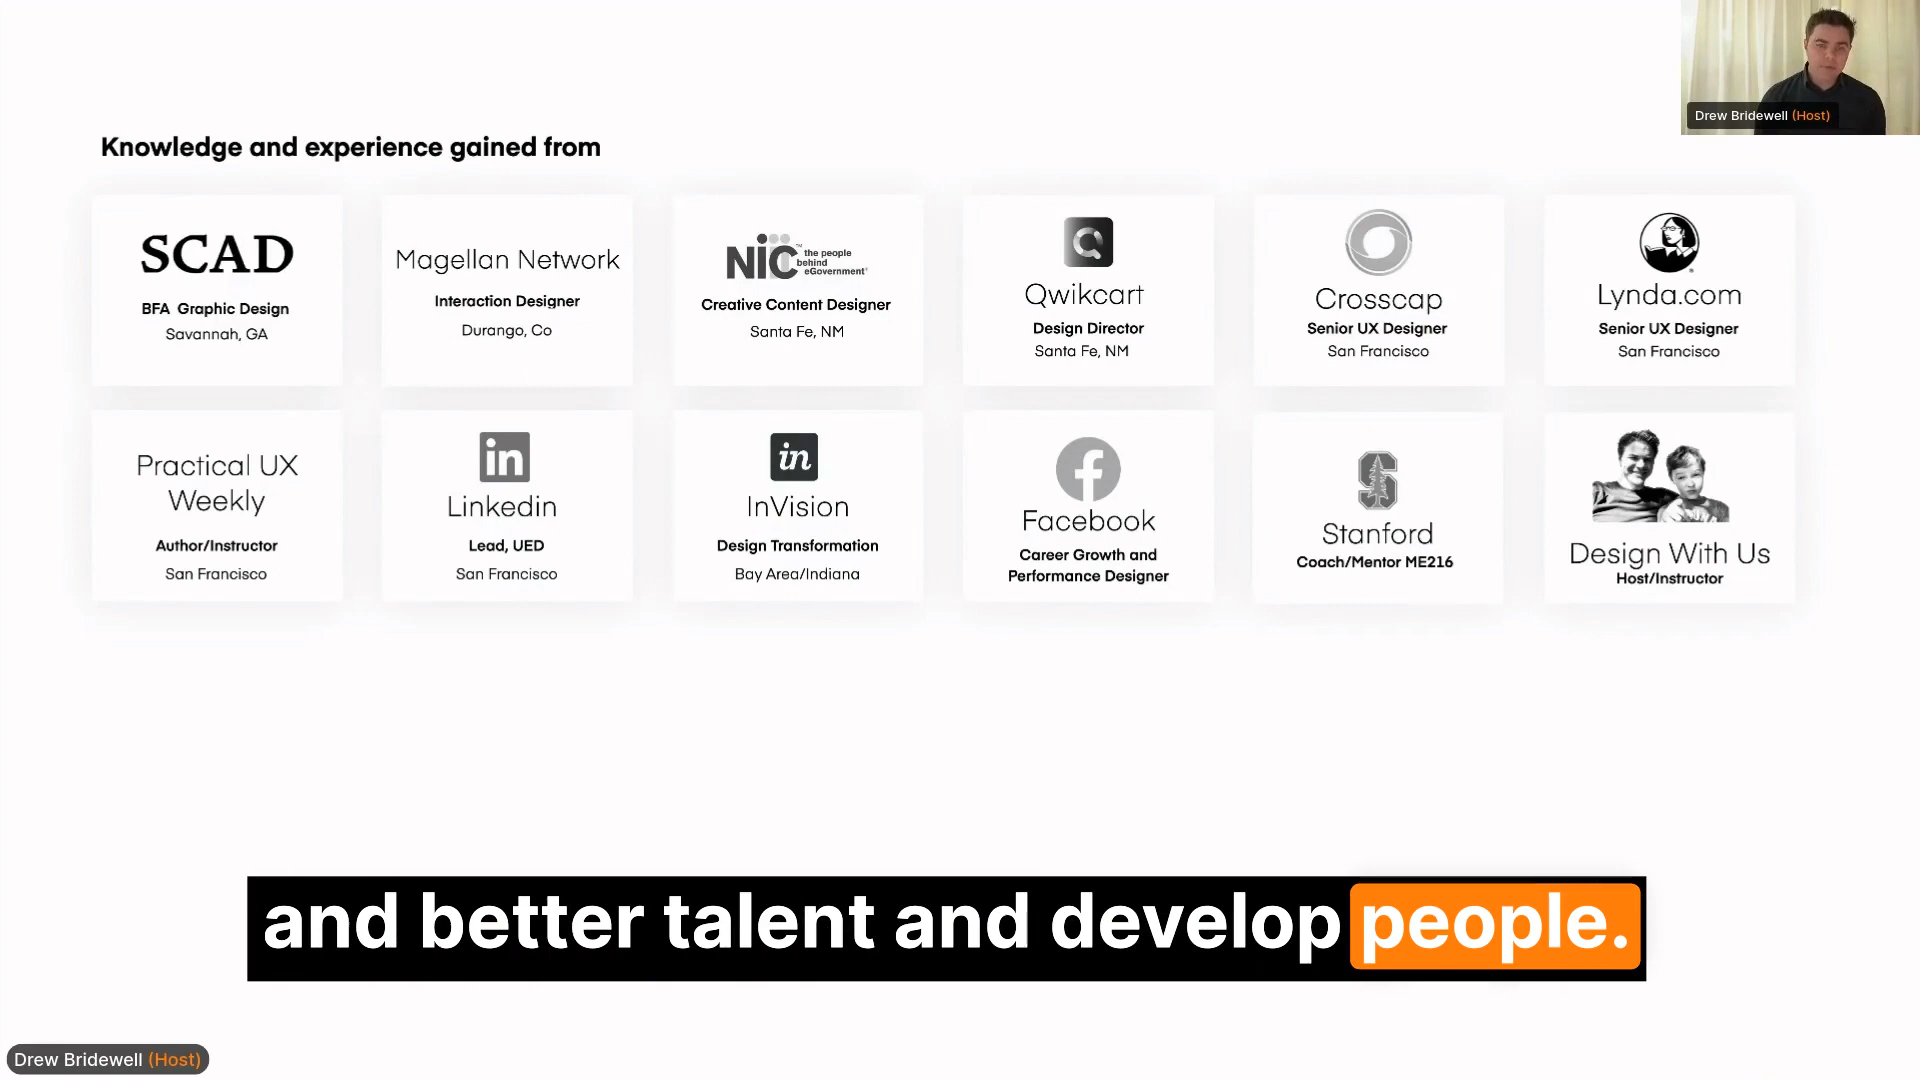 Drew Bridewell (Host)
Knowledge and experience gained from
SCAD
BFA Graphic Design
Savannah, GA
Magellan Network
Interaction Designer
Durango, Co
NIC™ the people
behind
eGovernment®
Creative Content Designer
Santa Fe, NM
Qwikcart
Design Director
Santa Fe, NM
Crosscap
Senior UX Designer
San Francisco
Lynda.com
Senior UX Designer
San Francisco
Practical UX
Weekly
Author/Instructor
San Francisco
in
Linkedin
Lead, UED
San Francisco
in
InVision
Design Transformation
Bay Area/Indiana
f
Facebook
Career Growth and
Performance Designer
S
Stanford
Coach/Mentor ME216
Design With Us
Host/Instructor
and better talent and develop people.
Drew Bridewell (Host)